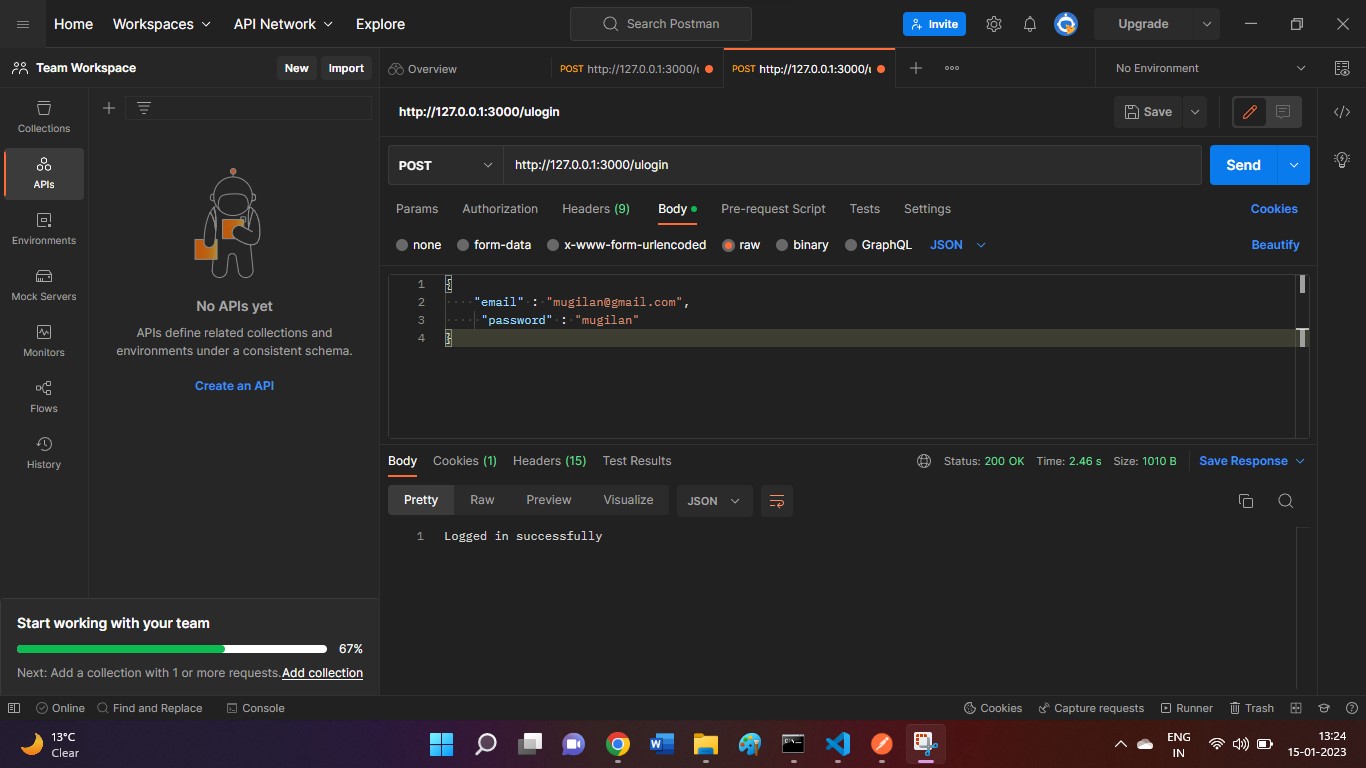 Home Workspaces API Network Explore Search Postman Invite Upgrade
Team Workspace New Import Overview POST http://127.0.0.1:3000/ POST http://127.0.0.1:3000/ No Environment
Collections
APIs
Environments
Mock Servers
Monitors
Flows
History
No APIs yet
APIs define related collections and
environments under a consistent schema.
Create an API
Start working with your team
67%
Next: Add a collection with 1 or more requests. Add collection
http://127.0.0.1:3000/ulogin Save
POST http://127.0.0.1:3000/ulogin Send
Params Authorization Headers (9) Body Pre-request Script Tests Settings Cookies
none form-data x-www-form-urlencoded raw binary GraphQL JSON Beautify
1 {
2 "email" : "mugilan@gmail.com",
3 "password" : "mugilan"
4 }
Body Cookies (1) Headers (15) Test Results Status: 200 OK Time: 2.46 s Size: 1010 B Save Response
Pretty Raw Preview Visualize JSON
1 Logged in successfully
Online Find and Replace Console Cookies Capture requests Runner Trash
13°C
Clear
ENG
IN
13:24
15-01-2023